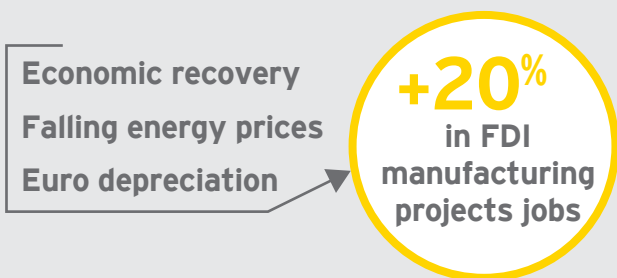 Economic recovery
Falling energy prices
Euro depreciation
+20%
in FDI
manufacturing
projects jobs